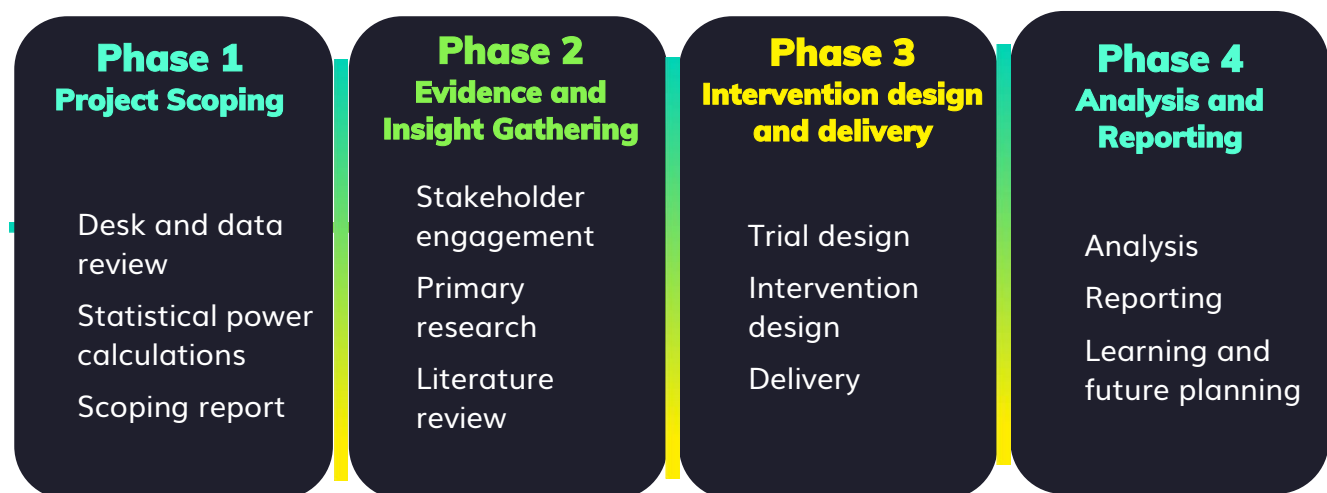 Phase 1
Project Scoping
Desk and data
review
Statistical power
calculations
Scoping report
Phase 2
Evidence and
Insight Gathering
Stakeholder
engagement
Primary
research
Literature
review
Phase 3
Intervention design
and delivery
Trial design
Intervention
design
Delivery
Phase 4
Analysis and
Reporting
Analysis
Reporting
Learning and
future planning